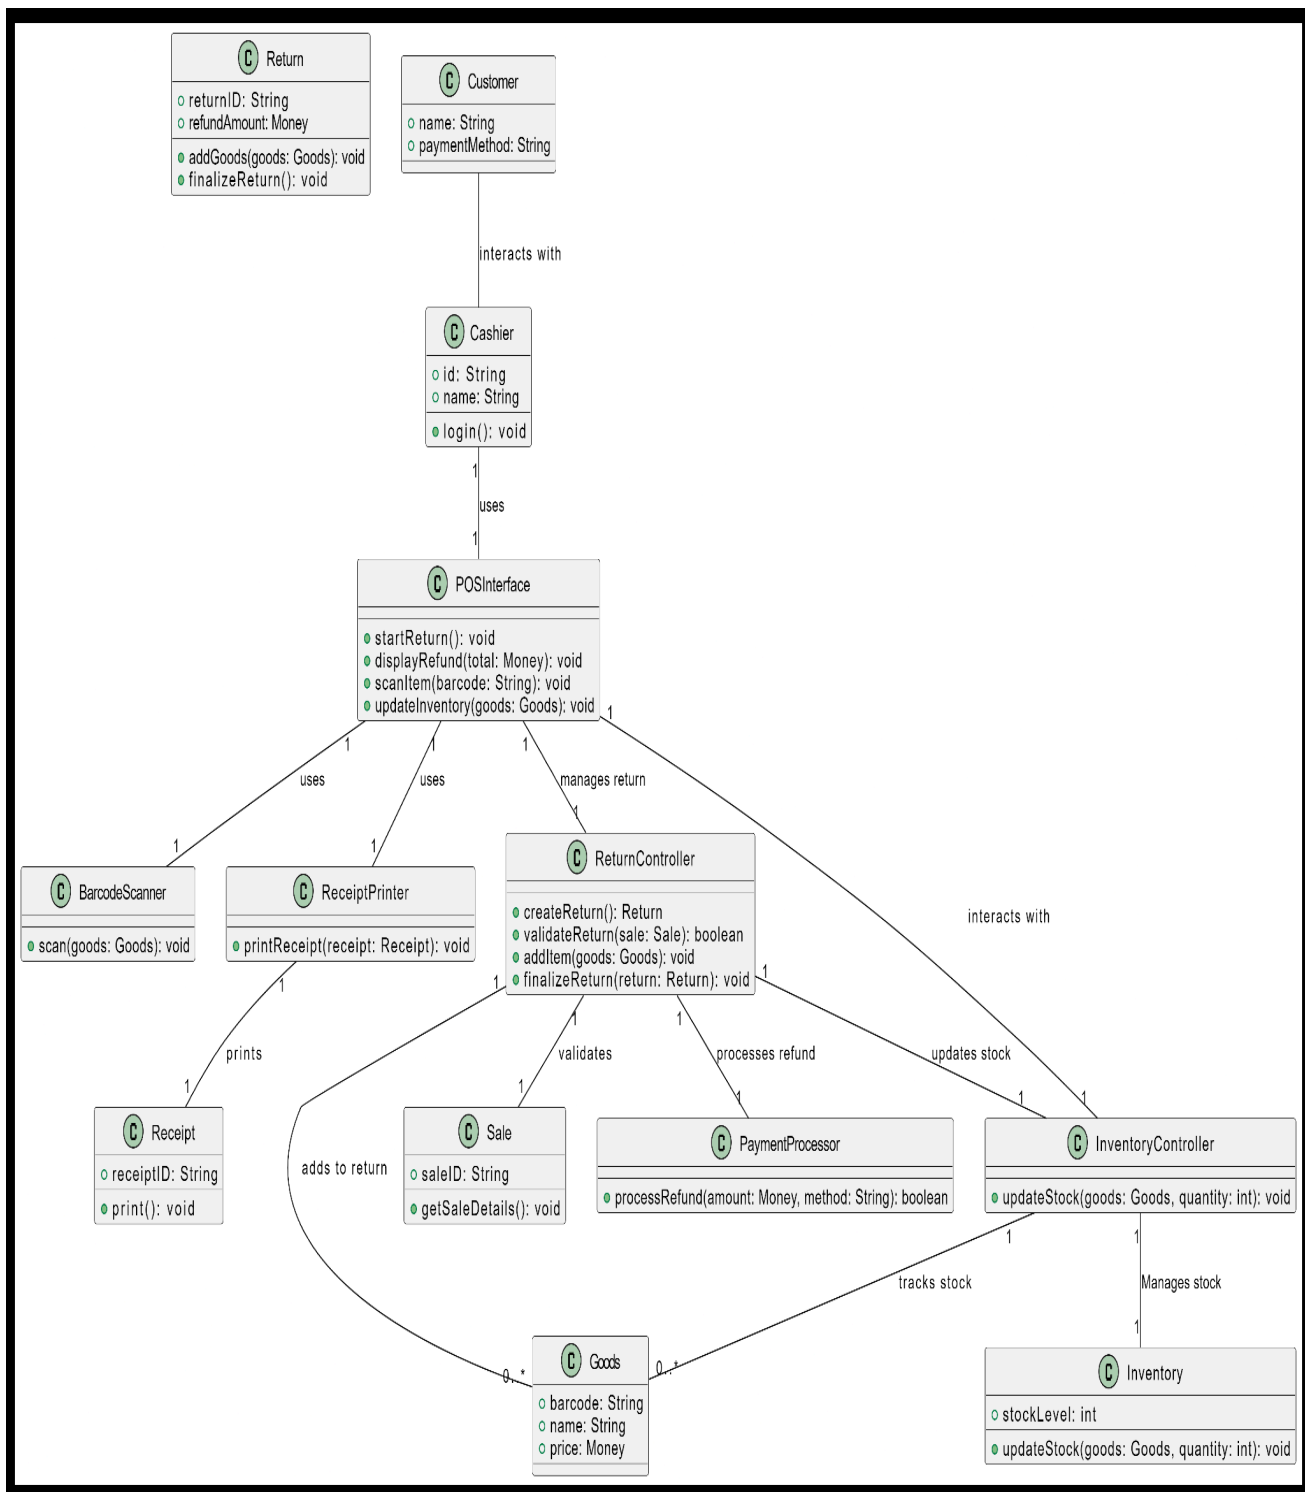 C Return
returnID: String
refundAmount: Money
addGoods(goods: Goods): void
finalizeReturn(): void
C Customer
name: String
paymentMethod: String
interacts with
C Cashier
id: String
name: String
login(): void
1
uses
1
C POSInterface
startReturn(): void
displayRefund(total: Money): void
scanItem(barcode: String): void
updateInventory(goods: Goods): void
1
1
1
1
uses
uses
manages return
interacts with
1
1
1
C BarcodeScanner
scan(goods: Goods): void
C ReceiptPrinter
printReceipt(receipt: Receipt): void
C ReturnController
createReturn(): Return
validateReturn(sale: Sale): boolean
addItem(goods: Goods): void
finalizeReturn(return: Return): void
1
1
1
1
1
prints
validates
processes refund
updates stock
1
1
1
1
1
C Receipt
receiptID: String
print(): void
adds to return
C Sale
saleID: String
getSaleDetails(): void
C PaymentProcessor
processRefund(amount: Money, method: String): boolean
C InventoryController
updateStock(goods: Goods, quantity: int): void
1
1
tracks stock
Manages stock
0..*
0..*
1
C Goods
barcode: String
name: String
price: Money
C Inventory
stockLevel: int
updateStock(goods: Goods, quantity: int): void